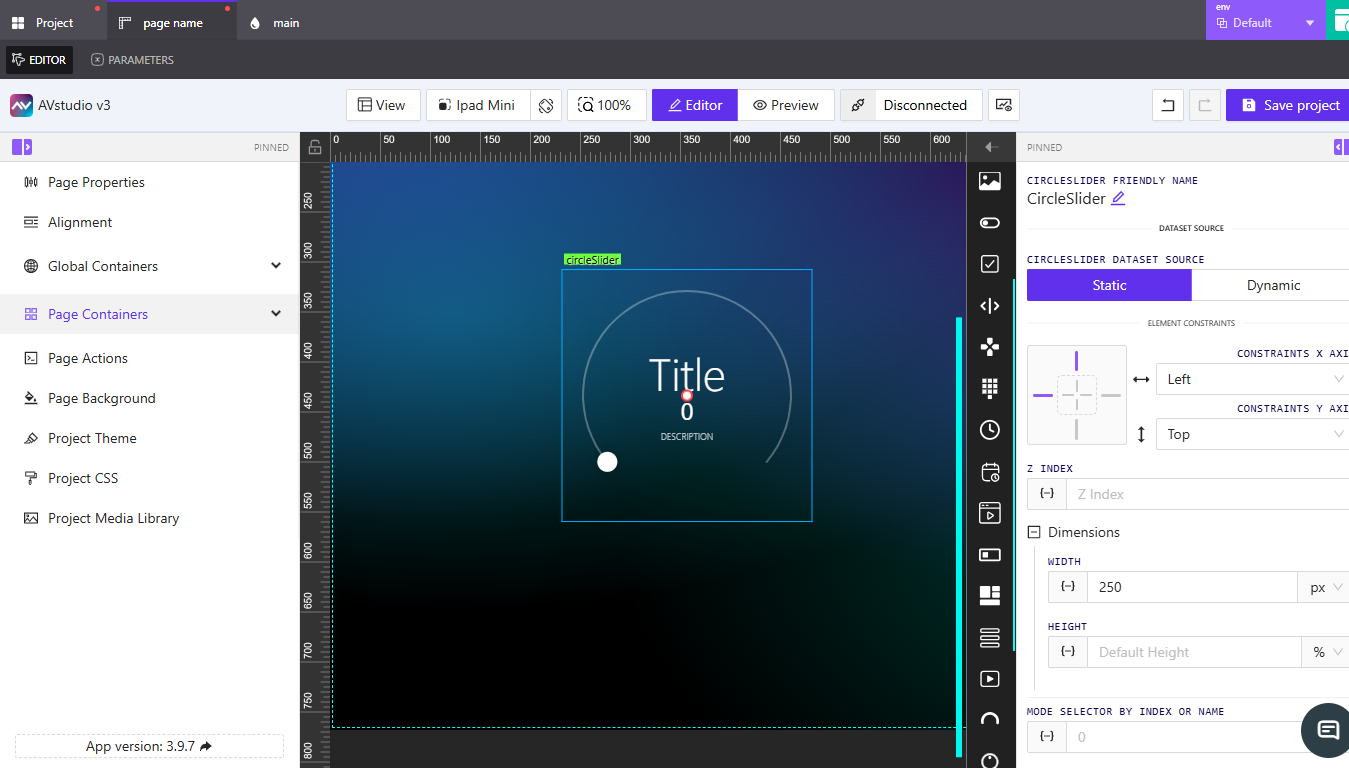 Project
page name
main
env
Default
EDITOR
PARAMETERS
AVstudio v3
View
Ipad Mini
100%
Editor
Preview
Disconnected
Save project
PINNED
0 50 100 150 200 250 300 350 400 450 500 600
PINNED
Page Properties
Alignment
Global Containers
Page Containers
Page Actions
Page Background
Project Theme
Project CSS
Project Media Library
App version: 3.9.7
250
300
350
400
450
500
550
600
650
700
750
800
circleSlider
Title
0
DESCRIPTION
CIRCLESLIDER FRIENDLY NAME
CircleSlider
DATASET SOURCE
CIRCLESLIDER DATASET SOURCE
Static
Dynamic
ELEMENT CONSTRAINTS
CONSTRAINTS X AXI
Left
CONSTRAINTS Y AXI
Top
Z INDEX
{-} Z Index
Dimensions
WIDTH
{-} 250 px
HEIGHT
{-} Default Height %
MODE SELECTOR BY INDEX OR NAME
{-} 0